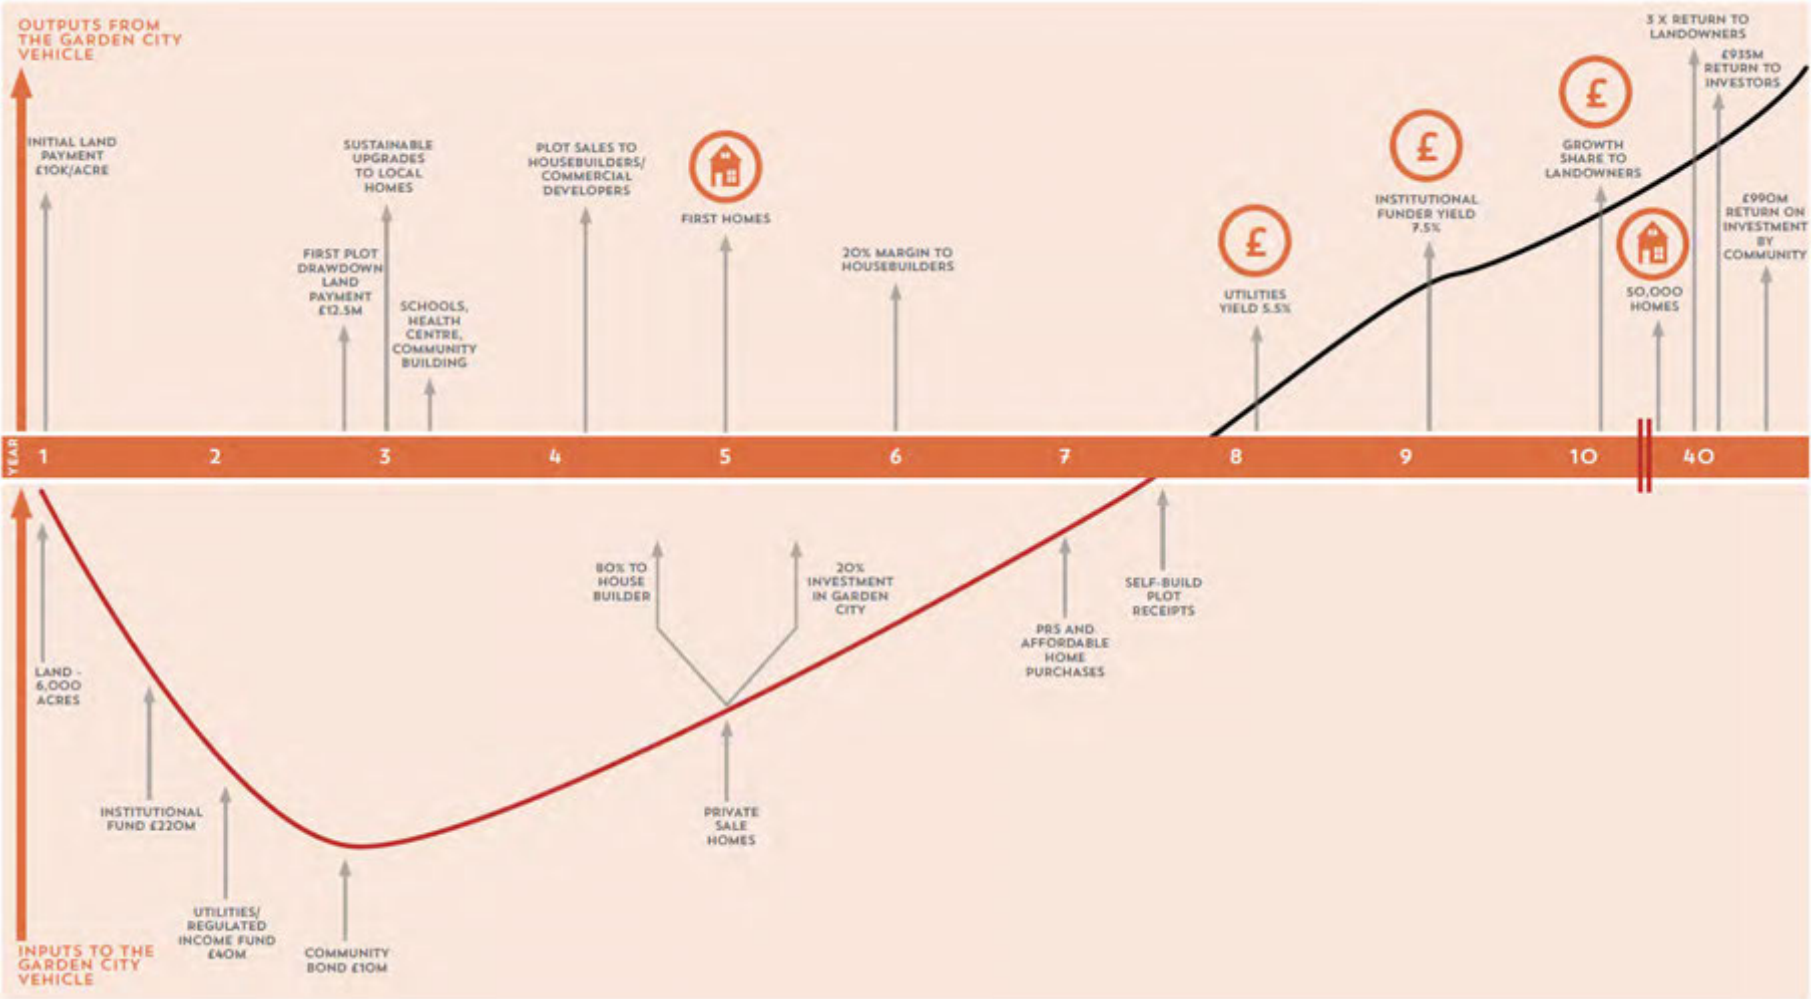 OUTPUTS FROM
THE GARDEN CITY
VEHICLE
INITIAL LAND
PAYMENT
£10K/ACRE
FIRST PLOT
DRAWDOWN
LAND
PAYMENT
£12.5M
SUSTAINABLE
UPGRADES
TO LOCAL
HOMES
SCHOOLS,
HEALTH
CENTRE,
COMMUNITY
BUILDING
PLOT SALES TO
HOUSEBUILDERS/
COMMERCIAL
DEVELOPERS
FIRST HOMES
20% MARGIN TO
HOUSEBUILDERS
£
UTILITIES
YIELD 5.5%
£
INSTITUTIONAL
FUNDER YIELD
7.5%
£
GROWTH
SHARE TO
LANDOWNERS
50,000
HOMES
3 X RETURN TO
LANDOWNERS
£935M
RETURN TO
INVESTORS
£990M
RETURN ON
INVESTMENT
BY
COMMUNITY
YEAR
1 2 3 4 5 6 7 8 9 10 40
LAND -
6,000
ACRES
INSTITUTIONAL
FUND £220M
UTILITIES/
REGULATED
INCOME FUND
£40M
COMMUNITY
BOND £10M
80% TO
HOUSE
BUILDER
20%
INVESTMENT
IN GARDEN
CITY
PRIVATE
SALE
HOMES
PRS AND
AFFORDABLE
HOME
PURCHASES
SELF-BUILD
PLOT
RECEIPTS
INPUTS TO THE
GARDEN CITY
VEHICLE